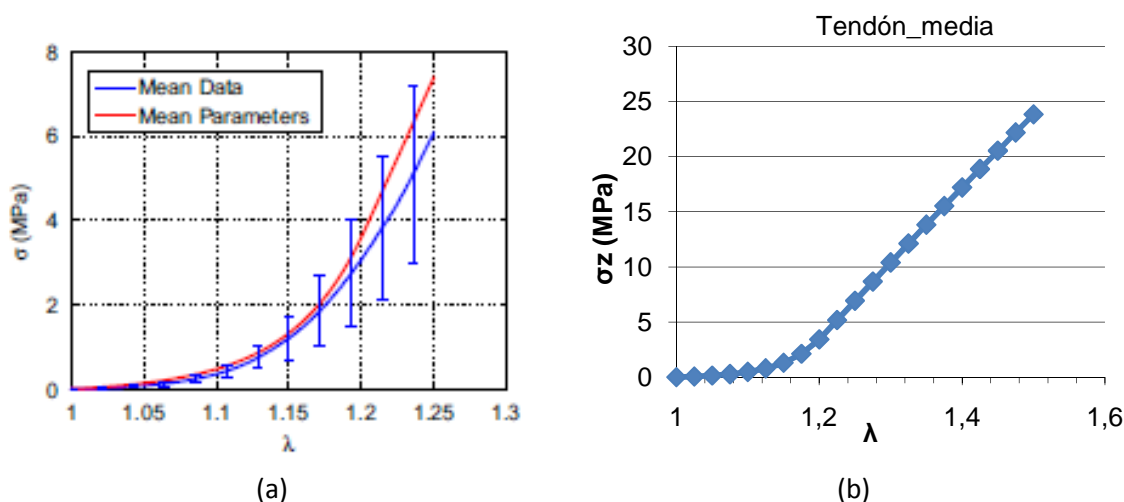 8
6
4
2
0
σ (MPa)
Mean Data
Mean Parameters
1
1.05
1.1
1.15
1.2
1.25
1.3
λ
(a)
Tendón_media
30
25
20
15
10
5
0
σz (MPa)
1
1,2
1,4
1,6
λ
(b)